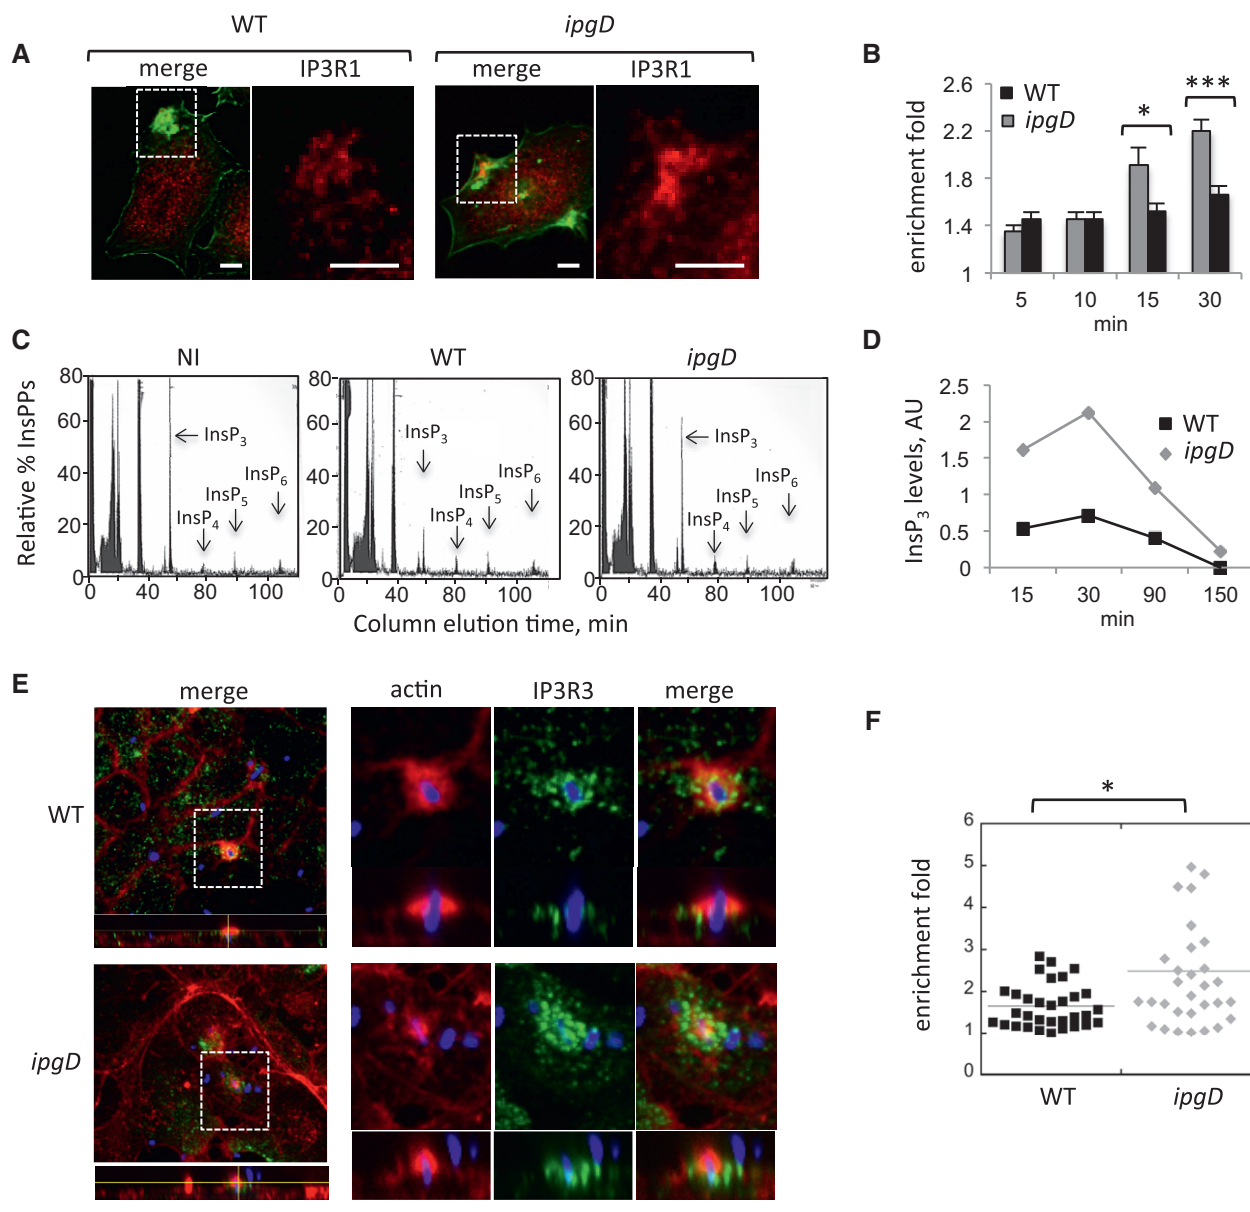 A
WT
ipgD
merge
IP3R1
merge
IP3R1
B
enrichment fold
2.6
2.2
1.8
1.4
1
WT
ipgD
*
***
5
10
15
30
min
C
NI
WT
ipgD
Relative % InsPPs
80
60
40
20
0
InsP3
InsP4
InsP5
InsP6
0
40
80
100
80
60
40
20
0
InsP3
InsP4
InsP5
InsP6
0
40
80
100
80
60
40
20
0
InsP3
InsP4
InsP5
InsP6
0
40
80
100
Column elution time, min
D
InsP3 levels, AU
2.5
2
1.5
1
0.5
0
WT
ipgD
15
30
90
150
min
E
merge
actin
IP3R3
merge
WT
ipgD
F
*
enrichment fold
6
5
4
3
2
1
0
WT
ipgD